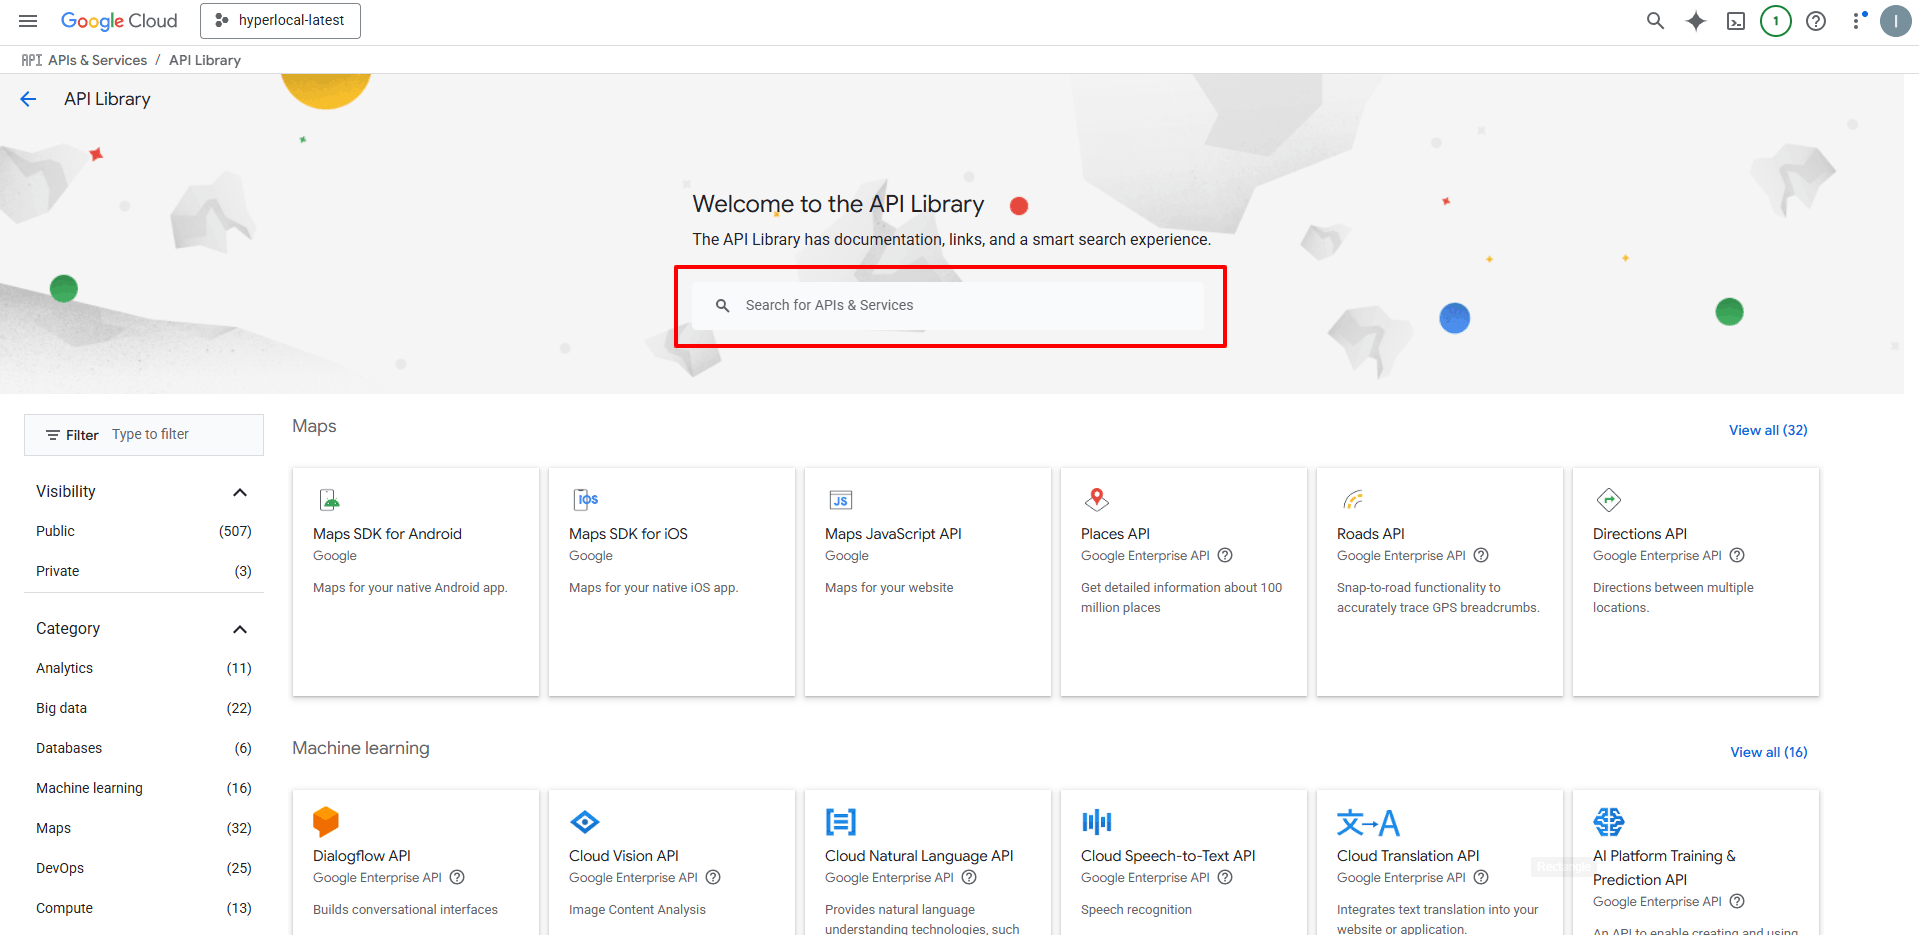 Google Cloud
hyperlocal-latest
1
I
API APIs & Services / API Library
API Library
Welcome to the API Library
The API Library has documentation, links, and a smart search experience.
Search for APIs & Services
Filter Type to filter
Visibility
Public (507)
Private (3)
Category
Analytics (11)
Big data (22)
Databases (6)
Machine learning (16)
Maps (32)
DevOps (25)
Compute (13)
Maps
View all (32)
Maps SDK for Android
Google
Maps for your native Android app.
iOS
Maps SDK for iOS
Google
Maps for your native iOS app.
JS
Maps JavaScript API
Google
Maps for your website
Places API
Google Enterprise API
Get detailed information about 100
million places
Roads API
Google Enterprise API
Snap-to-road functionality to
accurately trace GPS breadcrumbs.
Directions API
Google Enterprise API
Directions between multiple
locations.
Machine learning
View all (16)
Dialogflow API
Google Enterprise API
Builds conversational interfaces
Cloud Vision API
Google Enterprise API
Image Content Analysis
Cloud Natural Language API
Google Enterprise API
Provides natural language
understanding technologies, such
Cloud Speech-to-Text API
Google Enterprise API
Speech recognition
文→A
Cloud Translation API
Google Enterprise API
Integrates text translation into your
website or application.
Rectangle
AI Platform Training &
Prediction API
Google Enterprise API
An API to enable creating and using